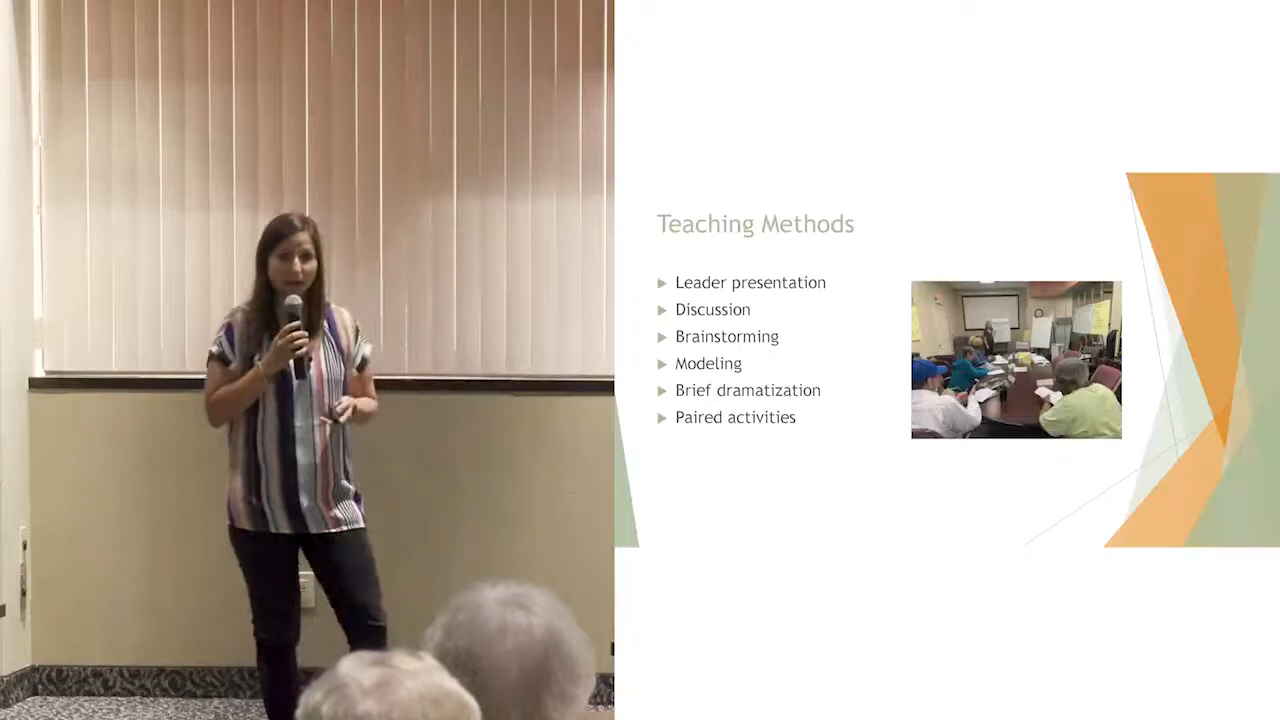 Teaching Methods
Leader presentation
Discussion
Brainstorming
Modeling
Brief dramatization
Paired activities